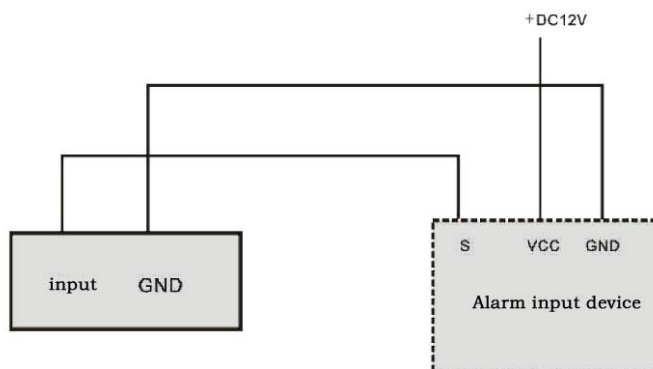 +DC12V
S VCC GND
input GND
Alarm input device